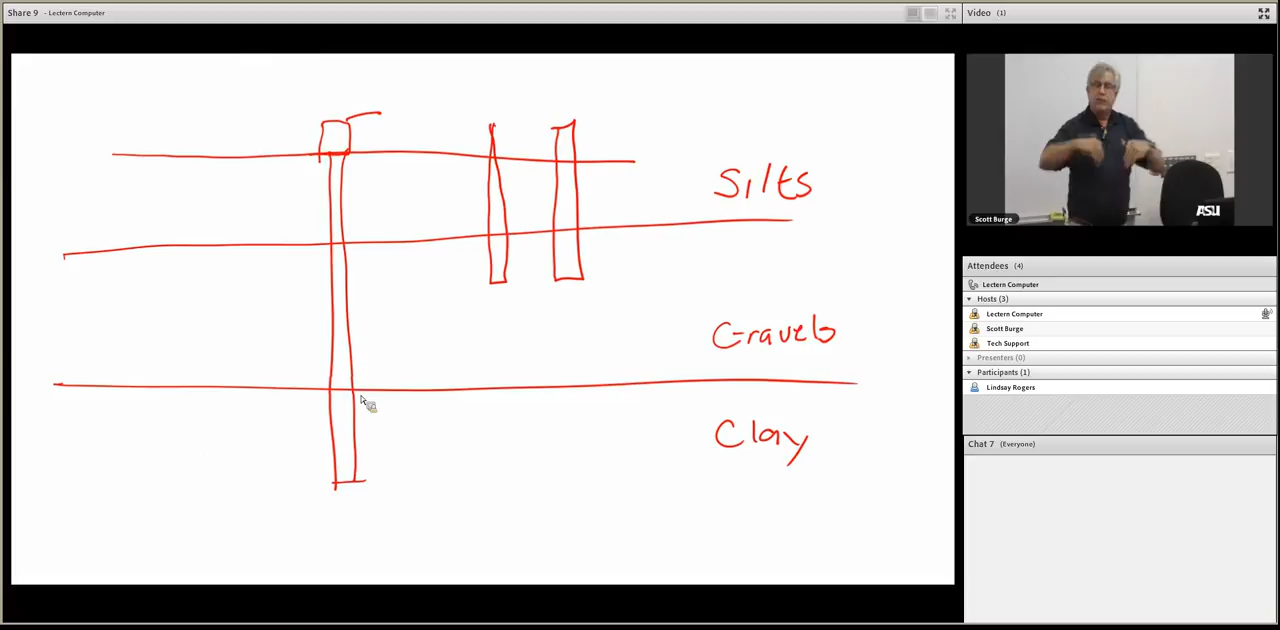 Share 9 - Lectern Computer
Video (1)
Silts
Gravels
Clay
Scott Burge
ASU
Attendees (4)
Lectern Computer
Hosts (3)
Lectern Computer
Scott Burge
Tech Support
Presenters (0)
Participants (1)
Lindsay Rogers
Chat 7 (Everyone)